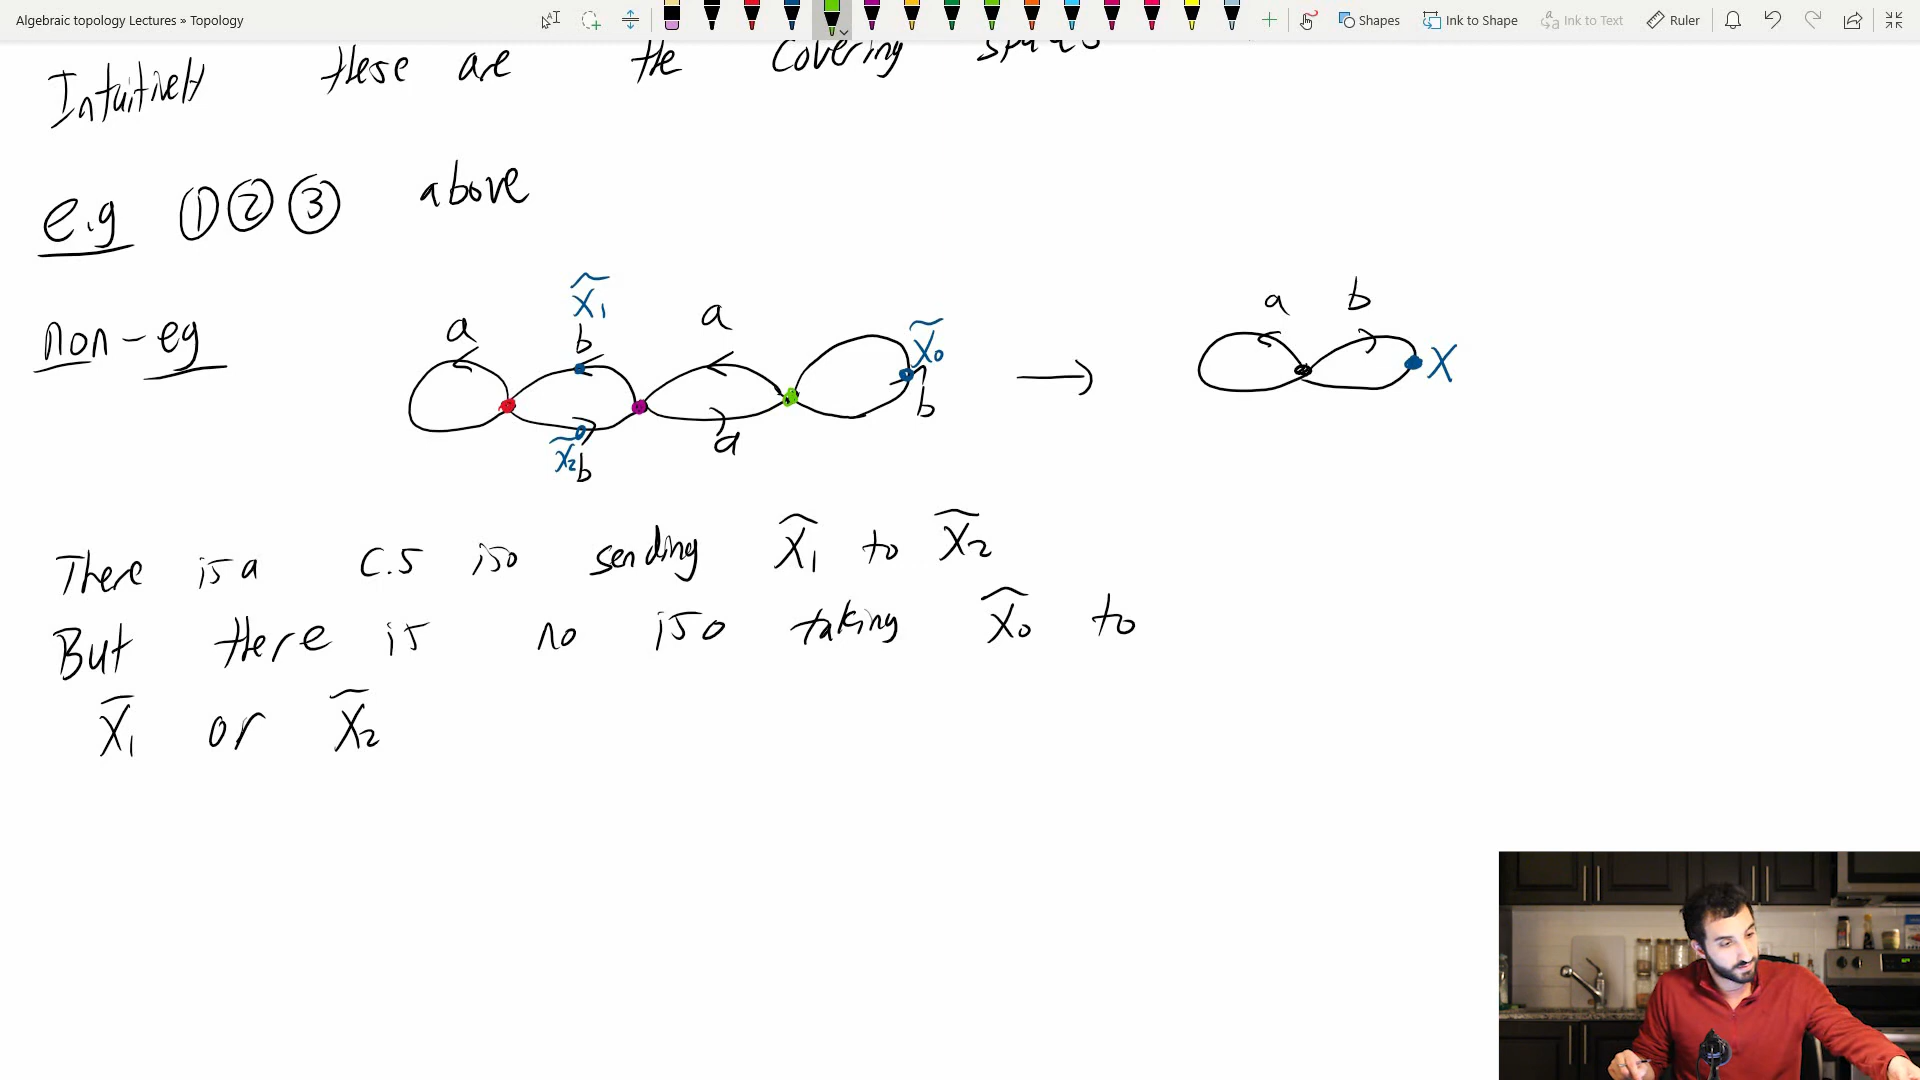 Algebraic topology Lectures » Topology
Shapes Ink to Shape Ink to Text Ruler
Intuitively these are the covering
e.g ① ② ③ above
non-eg
a x̃₁ b a x̃₀ b
x̃₂ b a
a b x
There is a C.S iso sending x̃₁ to x̃₂
But there is no iso taking x̃₀ to
x̃₁ or x̃₂